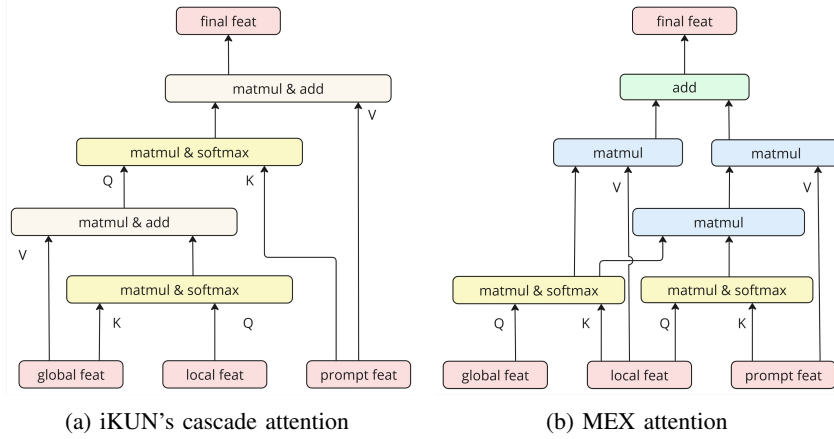 final feat
final feat
matmul & add
V
add
matmul & softmax
matmul
matmul
Q
K
V
V
matmul & add
matmul
V
matmul & softmax
matmul & softmax
matmul & softmax
K
Q
Q
K
Q
K
global feat
local feat
prompt feat
global feat
local feat
prompt feat
(a) iKUN's cascade attention
(b) MEX attention